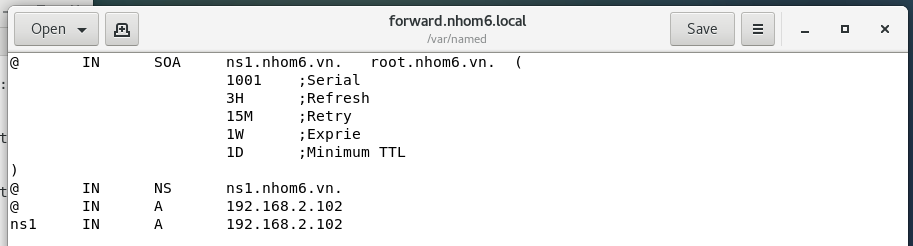 Open
forward.nhom6.local
/var/named
Save
@ IN SOA ns1.nhom6.vn. root.nhom6.vn. (
1001 ;Serial
3H ;Refresh
15M ;Retry
1W ;Exprie
1D ;Minimum TTL
)
@ IN NS ns1.nhom6.vn.
@ IN A 192.168.2.102
ns1 IN A 192.168.2.102